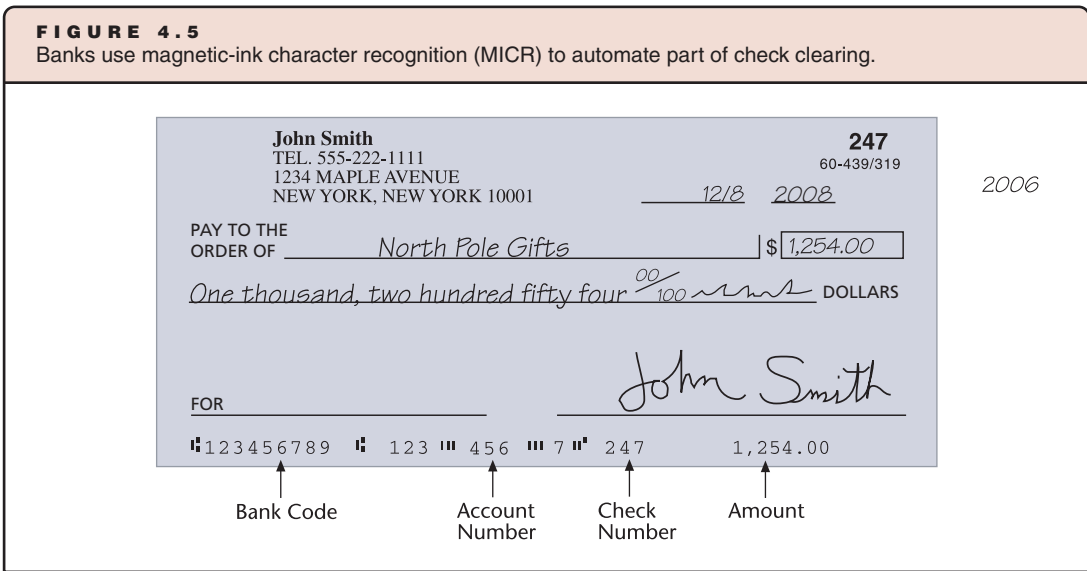 FIGURE 4.5
Banks use magnetic-ink character recognition (MICR) to automate part of check clearing.
John Smith
TEL. 555-222-1111
1234 MAPLE AVENUE
NEW YORK, NEW YORK 10001
247
60-439/319
12/8 2008
2006
PAY TO THE
ORDER OF North Pole Gifts $ 1,254.00
One thousand, two hundred fifty four 00/100 DOLLARS
John Smith
FOR
⑆123456789 ⑆ 123 ⑉ 456 ⑉ 7 ⑈ 247 1,254.00
Bank Code
Account
Number
Check
Number
Amount